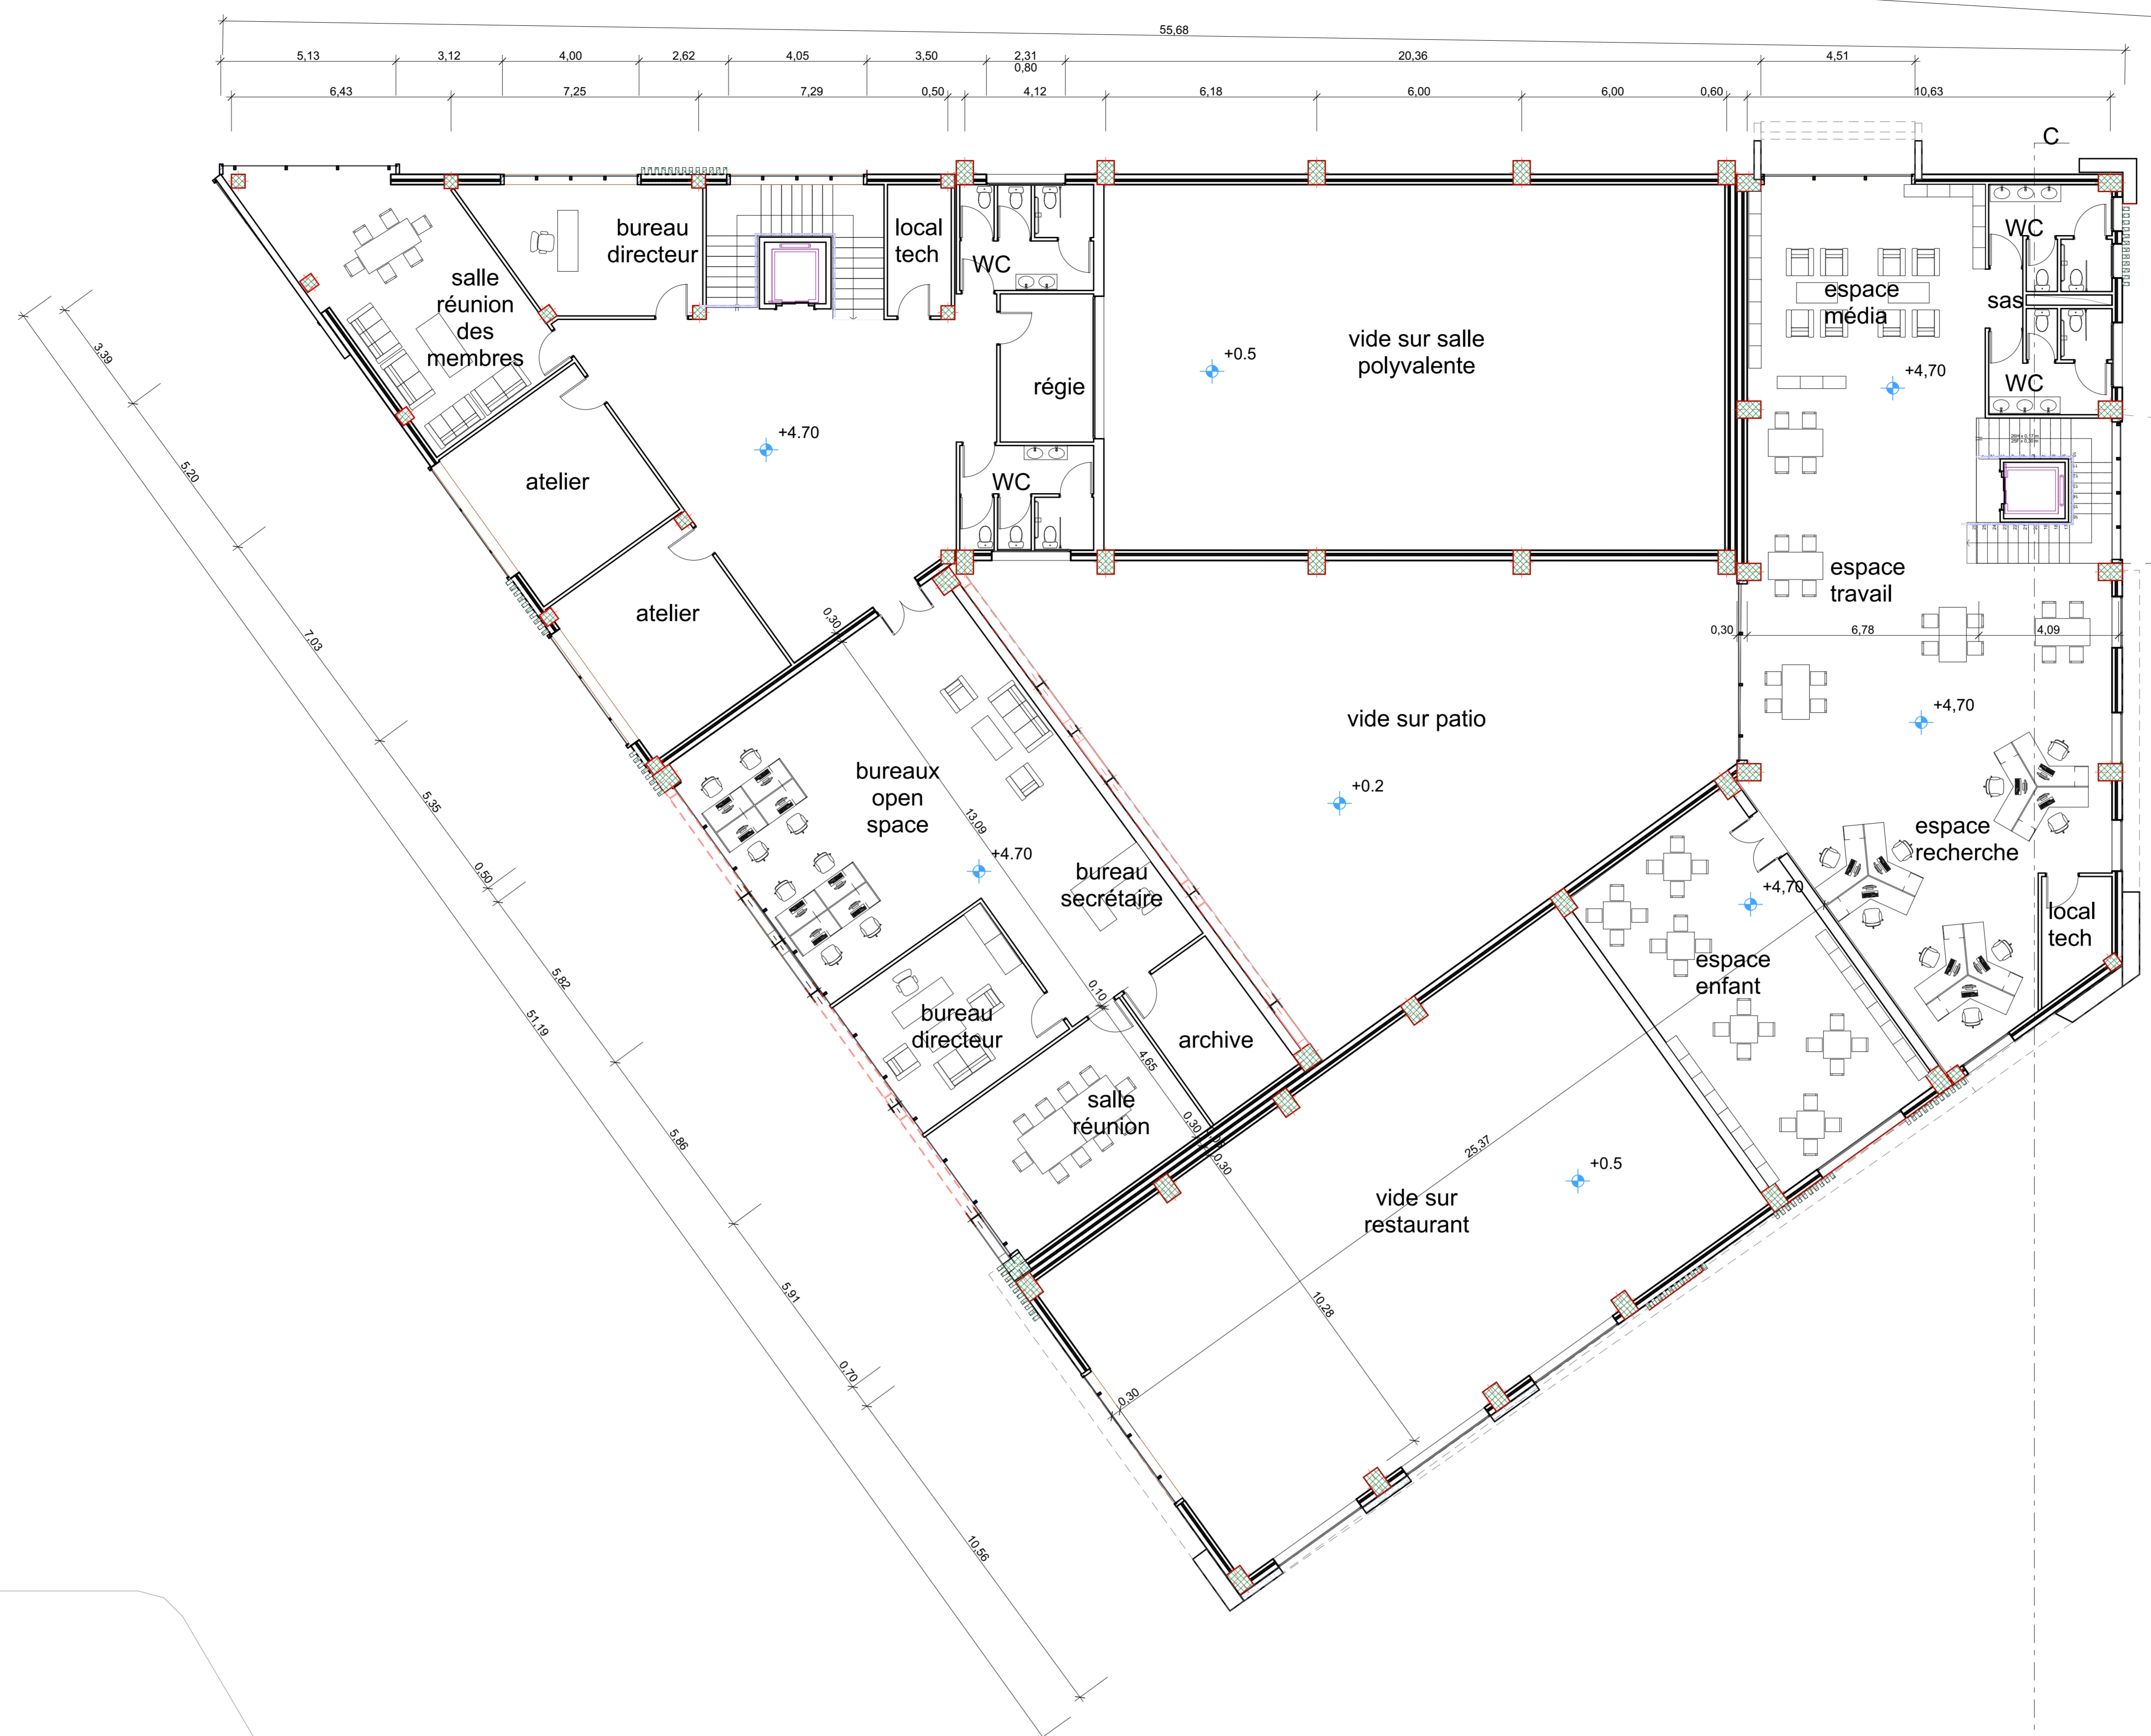 55,68
5,13
3,12
4,00
2,62
4,05
3,50
2,31
0,80
20,36
4,51
6,43
7,25
7,29
0,50
4,12
6,18
6,00
6,00
0,60
10,63
C
bureau
directeur
local
tech
WC
salle
réunion
des
membres
régie
vide sur salle
polyvalente
+0.5
espace
média
WC
sas
WC
+4,70
+4.70
atelier
WC
atelier
espace
travail
0,30
6,78
4,09
3,39
5,20
7,03
5,35
0,50
5,82
51,19
5,86
5,91
0,70
10,56
0,30
bureaux
open
space
13,09
+4.70
vide sur patio
+0.2
+4,70
bureau
secrétaire
espace
recherche
+4,70
local
tech
espace
enfant
bureau
directeur
0,10
archive
4,65
salle
réunion
0,30
0,30
25,37
+0.5
vide sur
restaurant
10,28
0,30